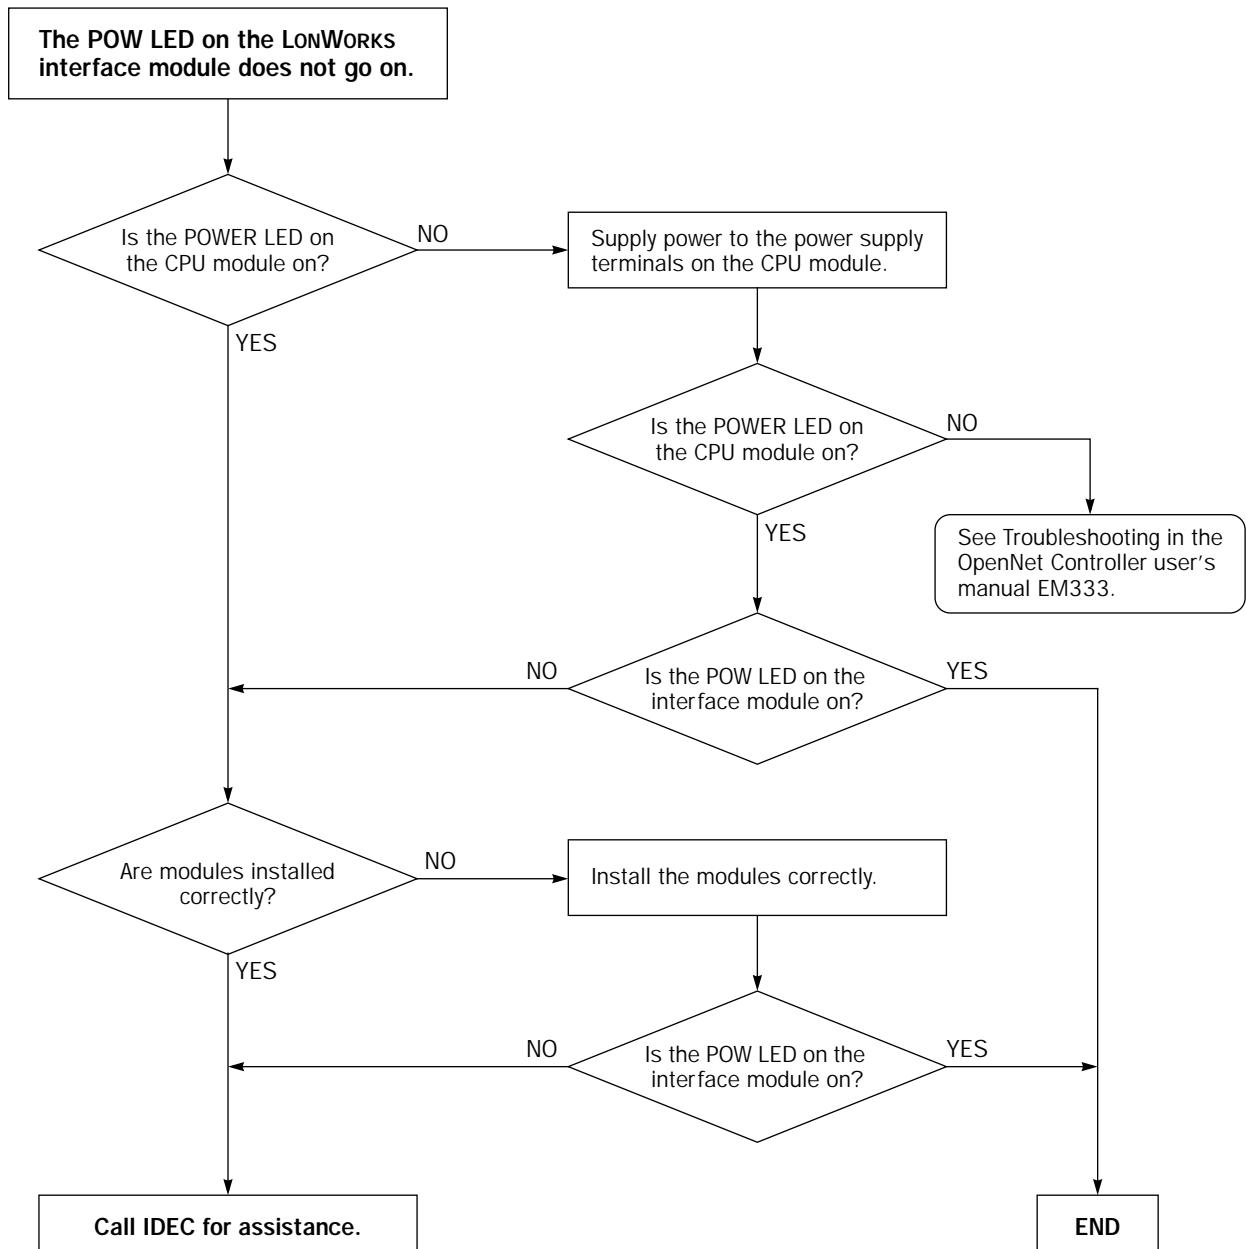 The POW LED on the LONWORKS
interface module does not go on.
Is the POWER LED on
the CPU module on?
NO
Supply power to the power supply
terminals on the CPU module.
YES
Is the POWER LED on
the CPU module on?
NO
YES
See Troubleshooting in the
OpenNet Controller user's
manual EM333.
NO
Is the POW LED on the
interface module on?
YES
Are modules installed
correctly?
NO
Install the modules correctly.
YES
NO
Is the POW LED on the
interface module on?
YES
Call IDEC for assistance.
END